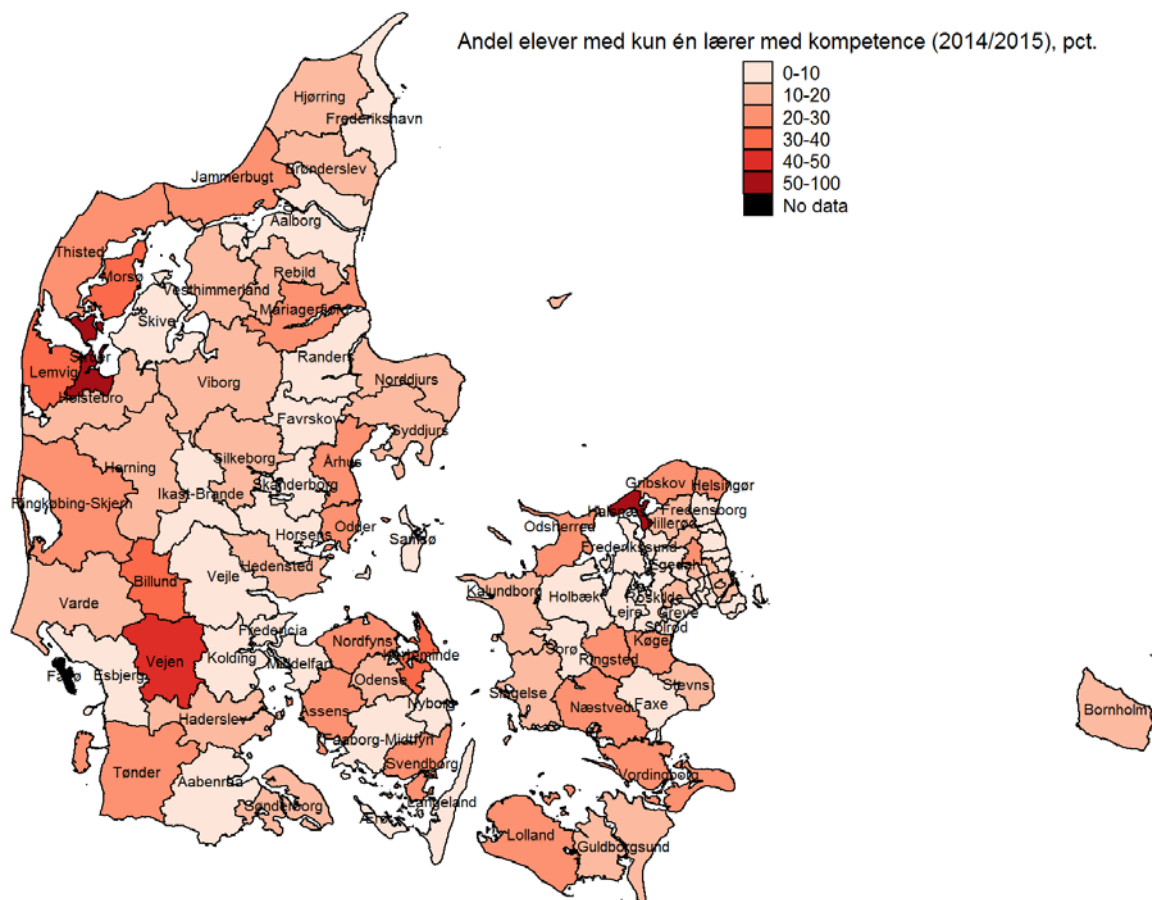 Andel elever med kun én lærer med kompetence (2014/2015), pct.
0-10
10-20
20-30
30-40
40-50
50-100
No data
Hjørring
Frederikshavn
Brønderslev
Jammerbugt
Aalborg
Thisted
Rebild
Morsø
Vesthimmerland
Mariagerfjord
Skive
Struer
Randers
Lemvig
Viborg
Norddjurs
Holstebro
Favrskov
Syddjurs
Silkeborg
Århus
Herning
Skanderborg
Ikast-Brande
Ringkøbing-Skjern
Odder
Horsens
Samsø
Hedensted
Billund
Vejle
Varde
Fredericia
Vejen
Kolding
Middelfart
Nordfyns
Kerteminde
Fanø
Esbjerg
Odense
Nyborg
Assens
Haderslev
Faaborg-Midtfyn
Svendborg
Tønder
Aabenraa
Sønderborg
Langeland
Ærø
Gribskov
Helsingør
Halsnæs
Fredensborg
Hillerød
Odsherred
Frederikssund
Egedal
Kalundborg
Holbæk
Roskilde
Lejre
Greve
Solrød
Køge
Sorø
Ringsted
Stevns
Slagelse
Næstved
Faxe
Bornholm
Vordingborg
Lolland
Guldborgsund